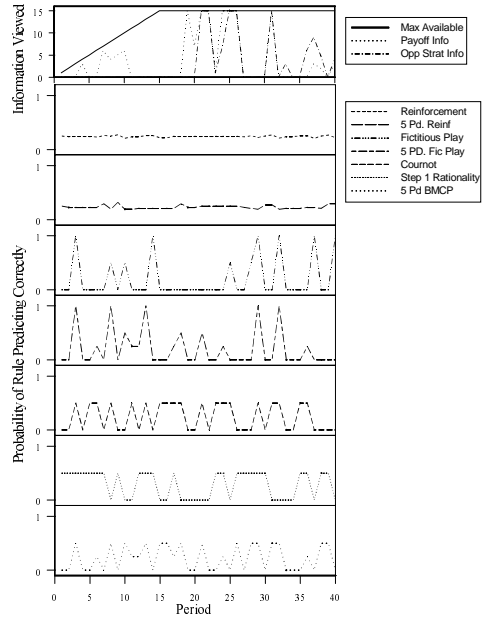 Information Viewed
15
10
5
0
Max Available
Payoff Info
Opp Strat Info
Probability of Rule Predicting Correctly
1
0
1
0
1
0
1
0
1
0
1
0
1
0
Reinforcement
5 Pd. Reinf
Fictitious Play
5 PD. Fic Play
Cournot
Step 1 Rationality
5 Pd BMCP
0 5 10 15 20 25 30 35 40
Period